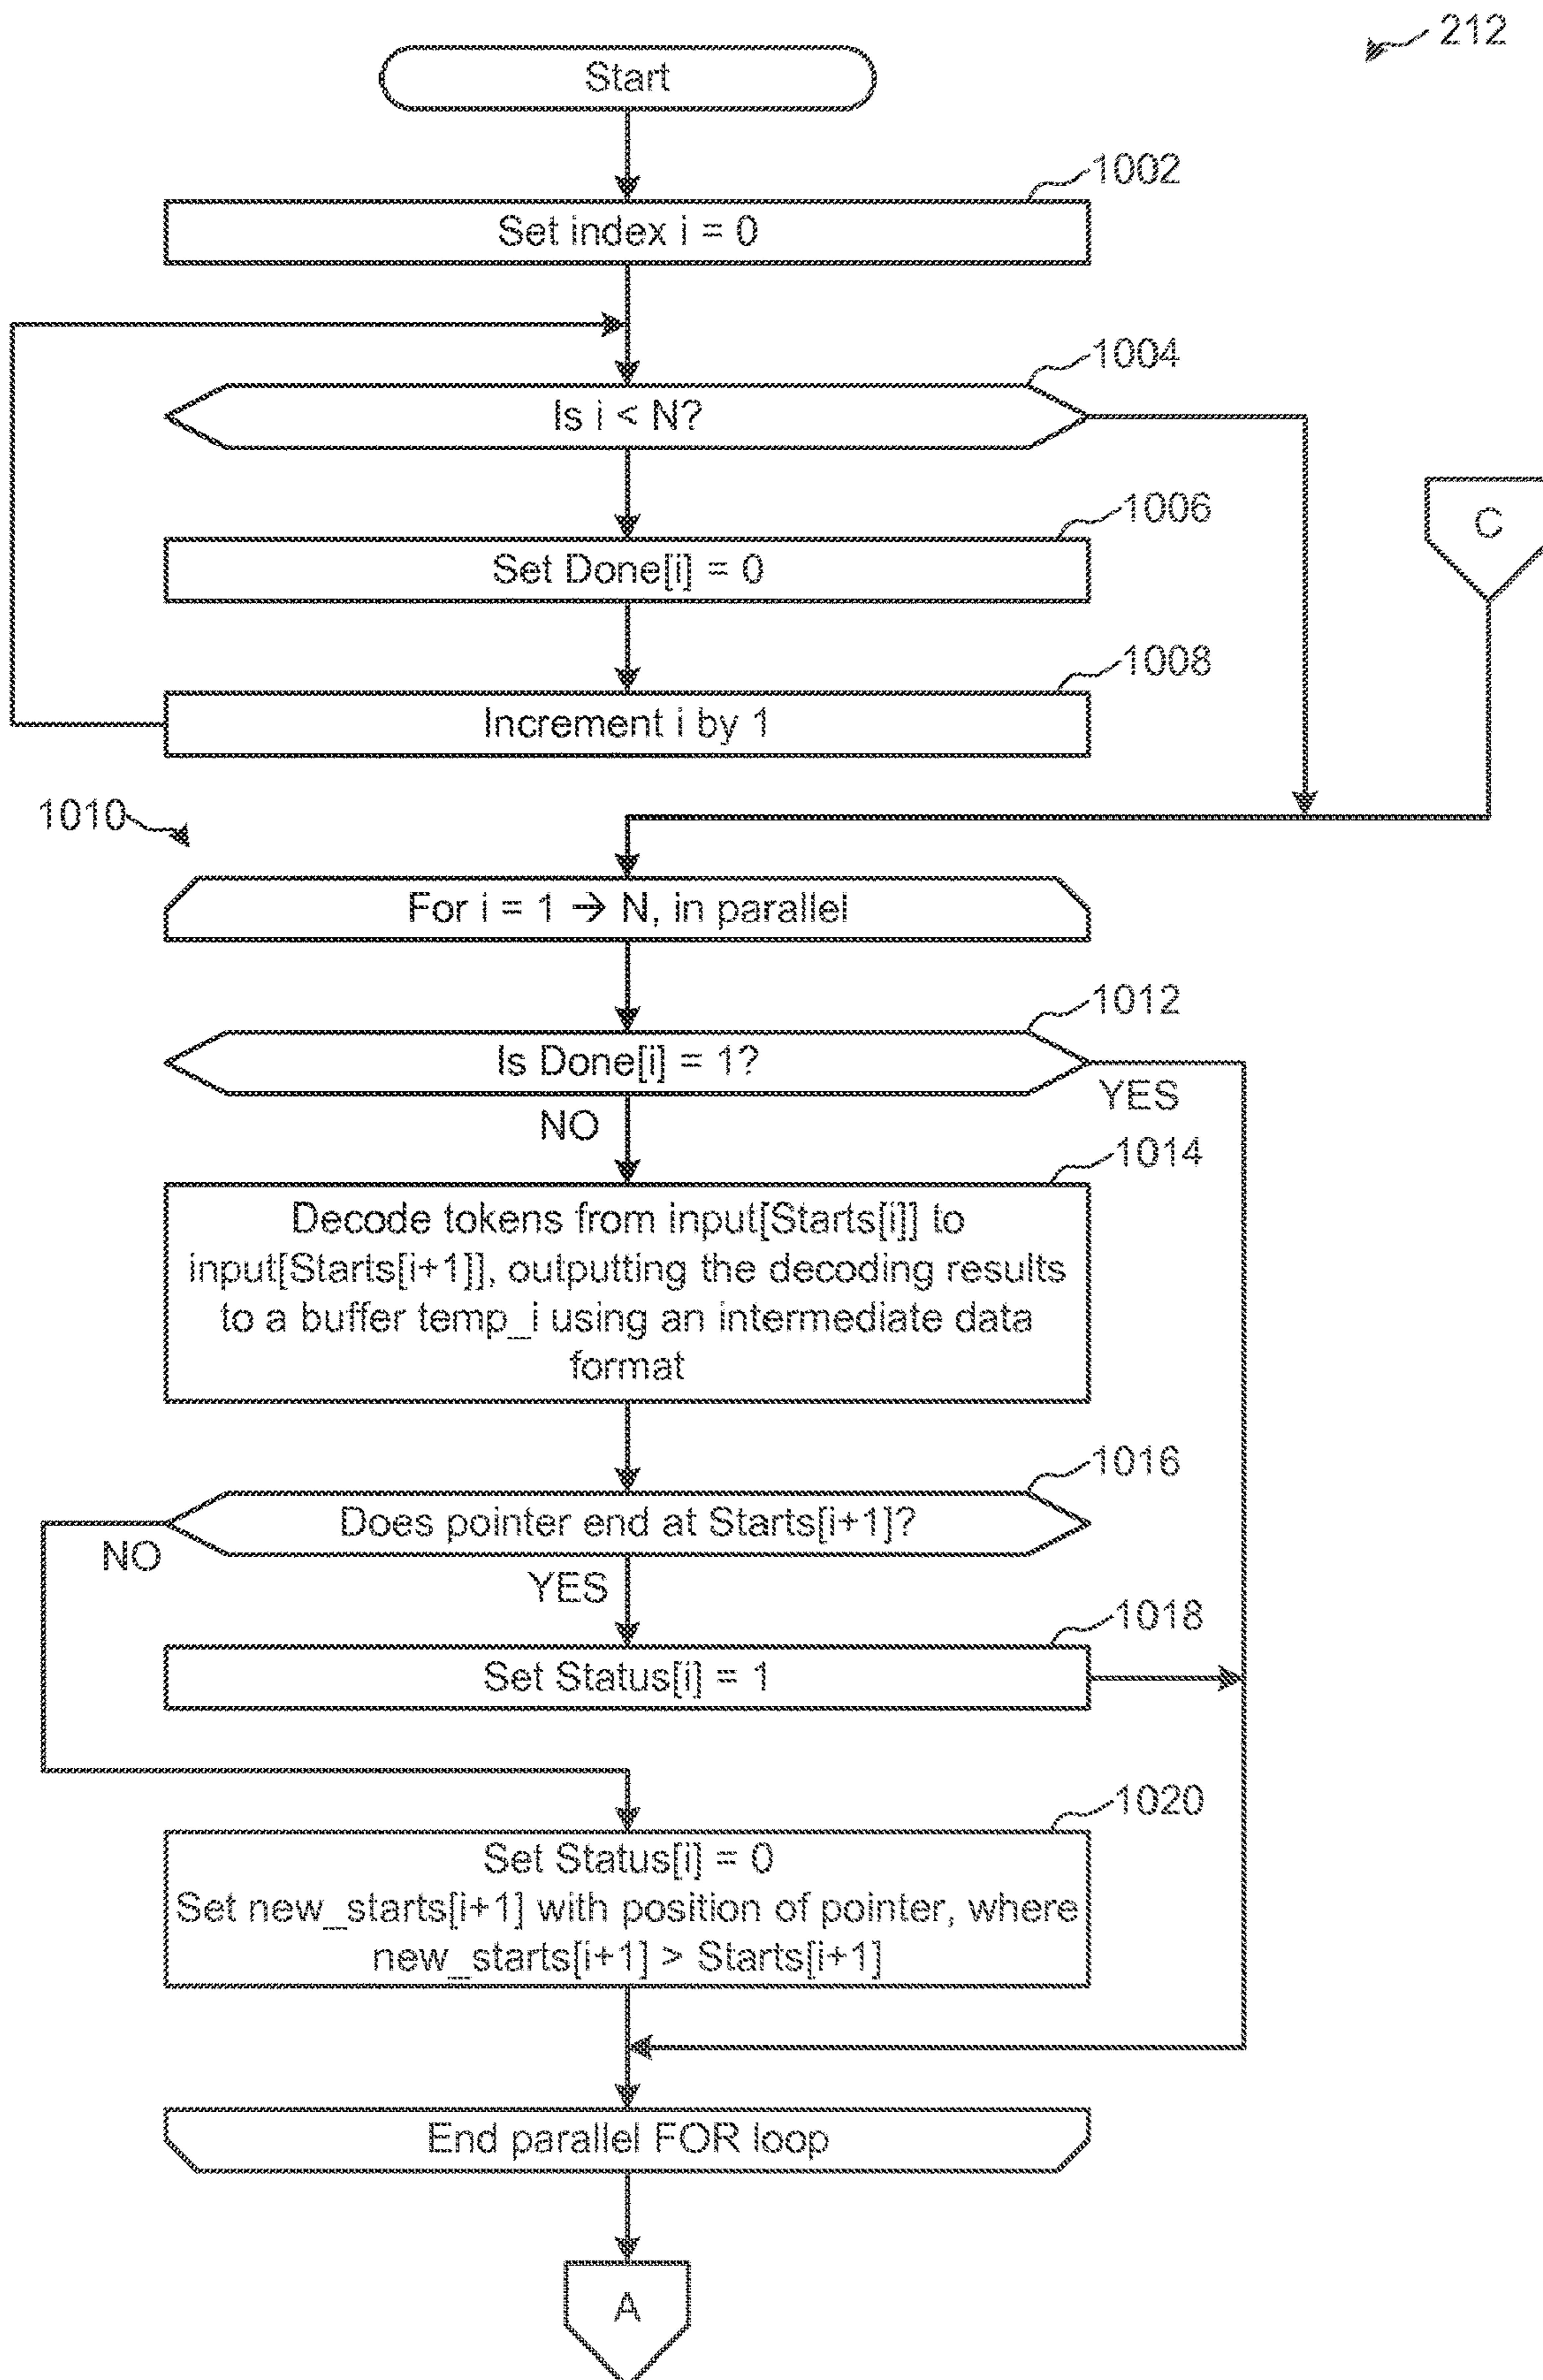 212
Start
1002
Set index i = 0
1004
Is i < N?
1006
Set Done[i] = 0
C
1008
Increment i by 1
1010
For i = 1 → N, in parallel
1012
Is Done[i] = 1?
YES
NO
1014
Decode tokens from input[Starts[i]] to
input[Starts[i+1]], outputting the decoding results
to a buffer temp_i using an intermediate data
format
1016
Does pointer end at Starts[i+1]?
NO
YES
1018
Set Status[i] = 1
1020
Set Status[i] = 0
Set new_starts[i+1] with position of pointer, where
new_starts[i+1] > Starts[i+1]
End parallel FOR loop
A